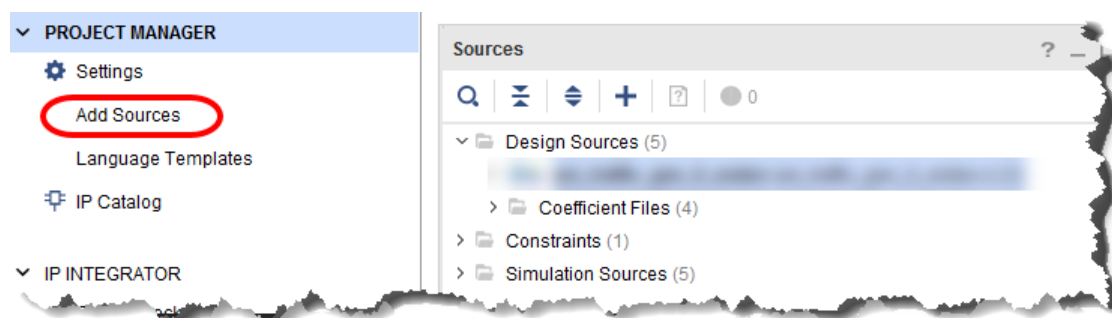 PROJECT MANAGER
Settings
Add Sources
Language Templates
IP Catalog
IP INTEGRATOR
Sources
?
0
Design Sources (5)
Coefficient Files (4)
Constraints (1)
Simulation Sources (5)